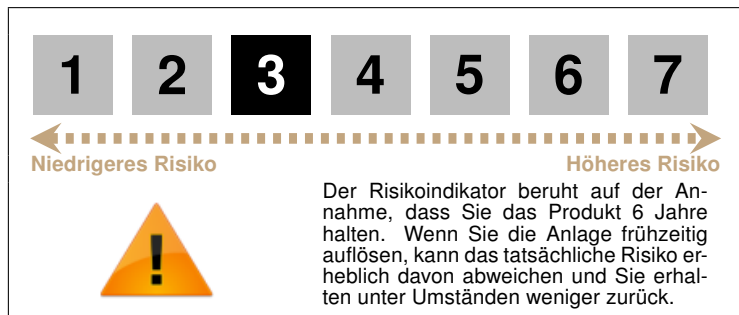 1 2 3 4 5 6 7
Niedrigeres Risiko Höheres Risiko
!
Der Risikoindikator beruht auf der An-
nahme, dass Sie das Produkt 6 Jahre
halten. Wenn Sie die Anlage frühzeitig
auflösen, kann das tatsächliche Risiko er-
heblich davon abweichen und Sie erhal-
ten unter Umständen weniger zurück.